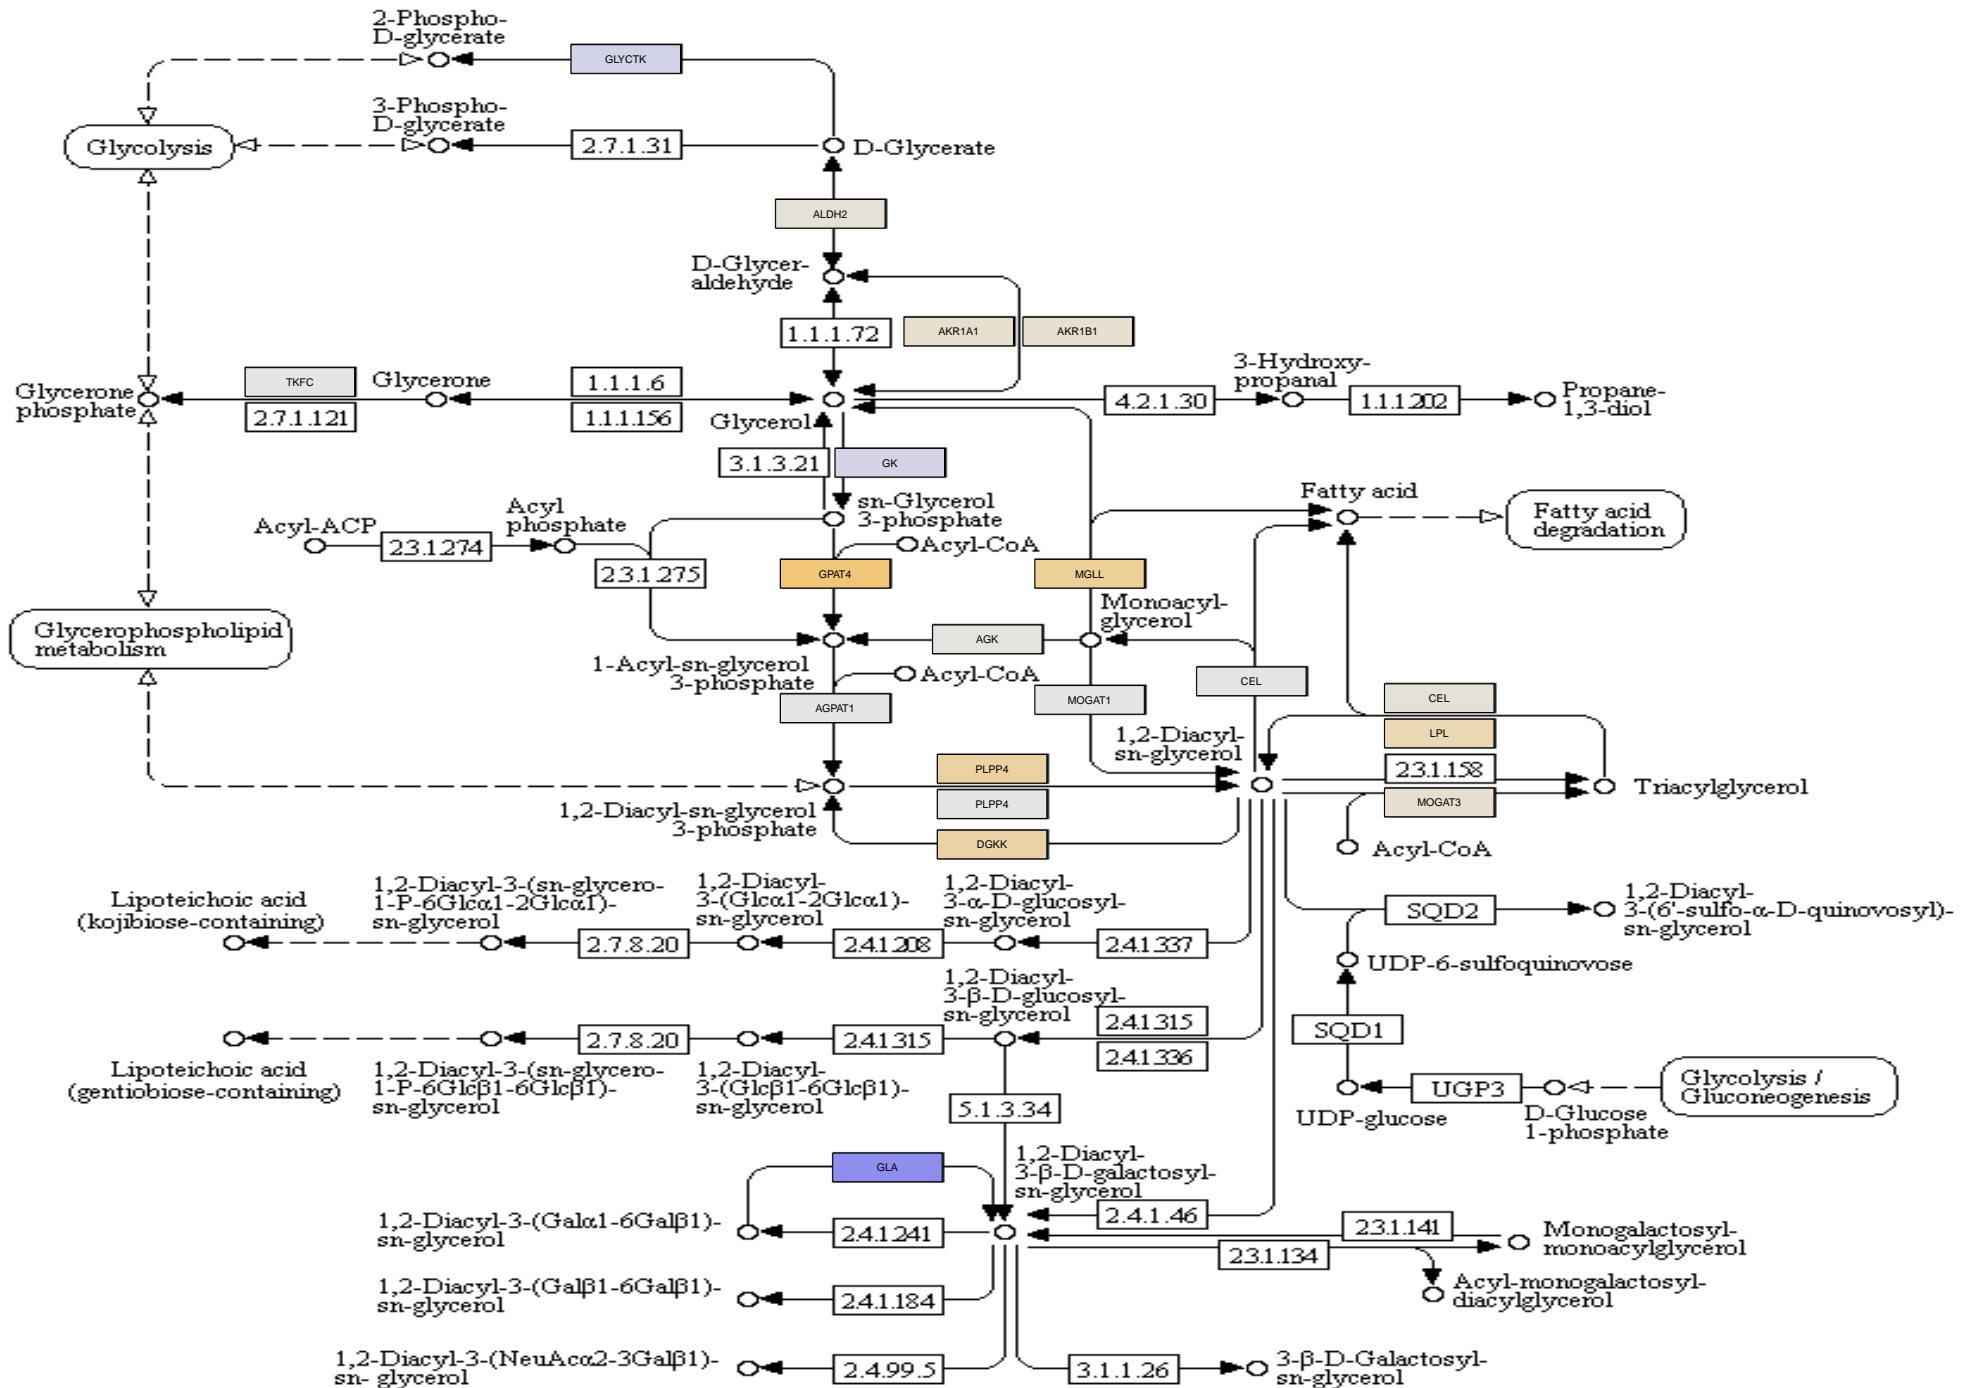 2-Phospho-
D-glycerate
GLYCTK
3-Phospho-
D-glycerate
Glycolysis
2.7.1.31
D-Glycerate
ALDH2
D-Glycer-
aldehyde
1.1.1.72
AKR1A1
AKR1B1
Glycerone
phosphate
TKFC
2.7.1.121
Glycerone
1.1.1.6
1.1.1.156
Glycerol
4.2.1.30
3-Hydroxy-
propanal
1.1.1.202
Propane-
1,3-diol
3.1.3.21
GK
sn-Glycerol
3-phosphate
Acyl-ACP
2.3.1.274
Acyl
phosphate
2.3.1.275
Acyl-CoA
GPAT4
MGLL
Fatty acid
Fatty acid
degradation
Glycerophospholipid
metabolism
Monoacyl-
glycerol
AGK
1-Acyl-sn-glycerol
3-phosphate
Acyl-CoA
AGPAT1
MOGAT1
CEL
CEL
LPL
1,2-Diacyl-
sn-glycerol
2.3.1.158
MOGAT3
Triacylglycerol
Acyl-CoA
PLPP4
PLPP4
DGKK
1,2-Diacyl-sn-glycerol
3-phosphate
Lipoteichoic acid
(kojibiose-containing)
1,2-Diacyl-3-(sn-glycero-
1-P-6Glcα1-2Glcα1)-
sn-glycerol
1,2-Diacyl-
3-(Glcα1-2Glcα1)-
sn-glycerol
1,2-Diacyl-
3-α-D-glucosyl-
sn-glycerol
2.7.8.20
2.4.1.208
2.4.1.337
SQD2
1,2-Diacyl-
3-(6'-sulfo-α-D-quinovosyl)-
sn-glycerol
UDP-6-sulfoquinovose
1,2-Diacyl-
3-β-D-glucosyl-
sn-glycerol
2.7.8.20
2.4.1.315
2.4.1.315
2.4.1.336
SQD1
Lipoteichoic acid
(gentiobiose-containing)
1,2-Diacyl-3-(sn-glycero-
1-P-6Glcβ1-6Glcβ1)-
sn-glycerol
1,2-Diacyl-
3-(Glcβ1-6Glcβ1)-
sn-glycerol
5.1.3.34
UDP-glucose
UGP3
D-Glucose
1-phosphate
Glycolysis /
Gluconeogenesis
GLA
1,2-Diacyl-
3-β-D-galactosyl-
sn-glycerol
2.4.1.46
1,2-Diacyl-3-(Galα1-6Galβ1)-
sn-glycerol
2.4.1.241
2.3.1.141
2.3.1.134
Monogalactosyl-
monoacylglycerol
1,2-Diacyl-3-(Galβ1-6Galβ1)-
sn-glycerol
2.4.1.184
Acyl-monogalactosyl-
diacylglycerol
1,2-Diacyl-3-(NeuAcα2-3Galβ1)-
sn- glycerol
2.4.99.5
3.1.1.26
3-β-D-Galactosyl-
sn-glycerol